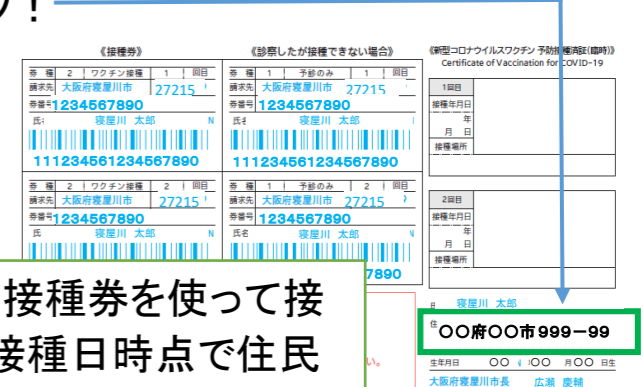 《接種券》
《診察したが接種できない場合》
《新型コロナウイルスワクチン 予防接種済証(臨時)》
Certificate of Vaccination for COVID-19
券 種 2 ワクチン接種 1 回目
請求先 大阪府寝屋川市 27215
券番号 1234567890
寝屋川 太郎
111234561234567890
券 種 1 予診のみ 1 回目
請求先 大阪府寝屋川市 27215
券番号 1234567890
寝屋川 太郎
111234561234567890
1回目
接種年月日
年
月 日
接種場所
券 種 2 ワクチン接種 2 回目
請求先 大阪府寝屋川市 27215
券番号 1234567890
氏 寝屋川 太郎
券 種 1 予診のみ 2 回目
請求先 大阪府寝屋川市 27215
券番号 1234567890
氏名 寝屋川 太郎
7890
2回目
接種年月日
年
月 日
接種場所
接種券を使って接
接種日時点で住民
い。
寝屋川 太郎
〇〇府〇〇市999−99
生年月日 〇〇 〇〇 月〇〇 日生
大阪府寝屋川市長 広瀬 慶輔